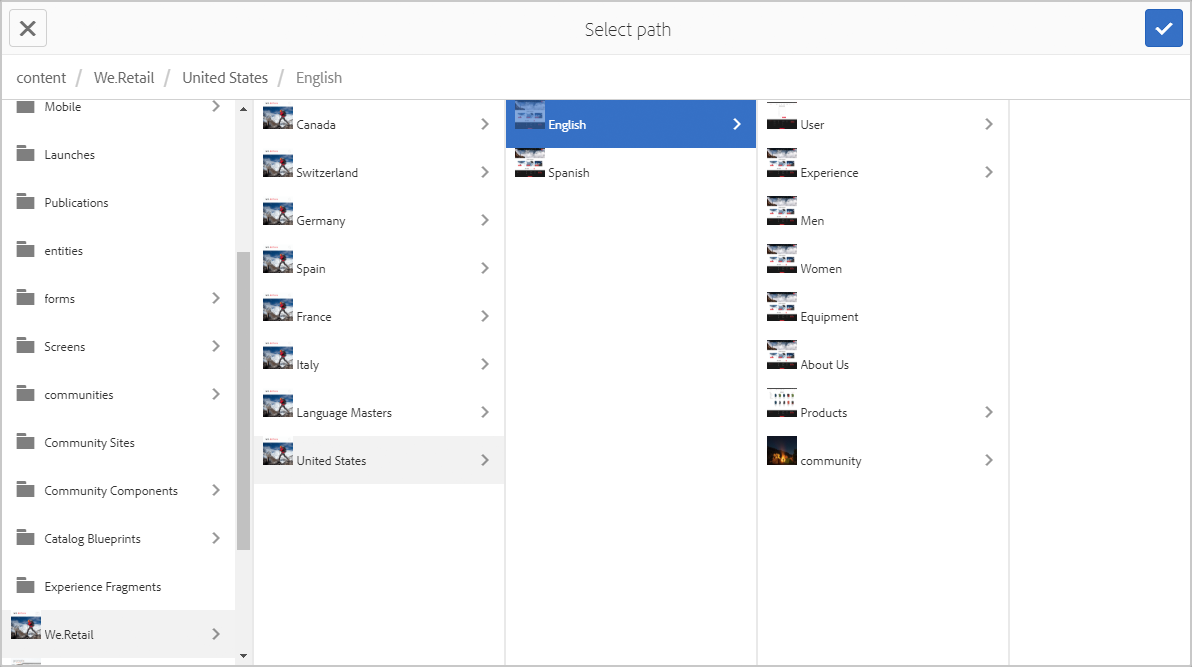 Select path
content / We.Retail / United States / English
Mobile
Launches
Publications
entities
forms
Screens
communities
Community Sites
Community Components
Catalog Blueprints
Experience Fragments
We.Retail
Canada
Switzerland
Germany
Spain
France
Italy
Language Masters
United States
English
Spanish
User
Experience
Men
Women
Equipment
About Us
Products
community